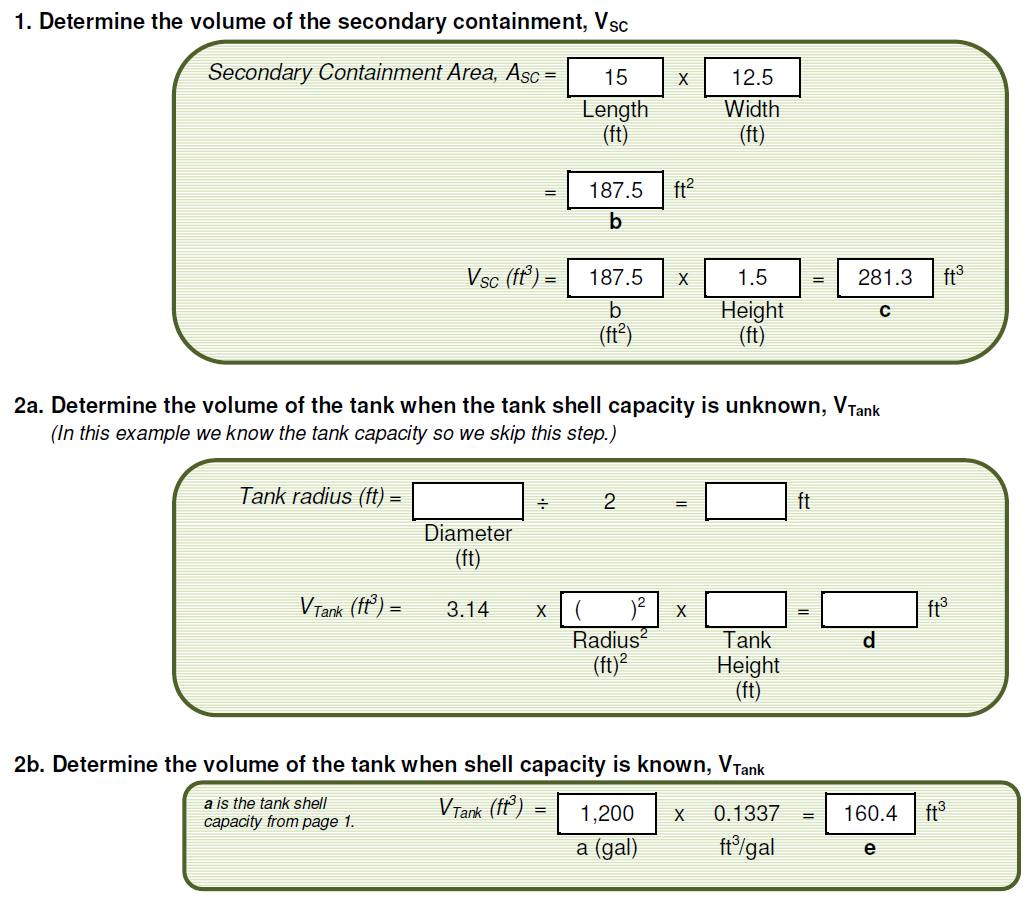 1. Determine the volume of the secondary containment, VSC
Secondary Containment Area, ASC = 15 x 12.5
Length Width
(ft) (ft)
= 187.5 ft²
b
VSC (ft³) = 187.5 x 1.5 = 281.3 ft³
b Height c
(ft²) (ft)
2a. Determine the volume of the tank when the tank shell capacity is unknown, VTank
(In this example we know the tank capacity so we skip this step.)
Tank radius (ft) = ÷ 2 = ft
Diameter
(ft)
VTank (ft³) = 3.14 x ( )² x = ft³
Radius² Tank d
(ft)² Height
(ft)
2b. Determine the volume of the tank when shell capacity is known, VTank
a is the tank shell
capacity from page 1.
VTank (ft³) = 1,200 x 0.1337 = 160.4 ft³
a (gal) ft³/gal e